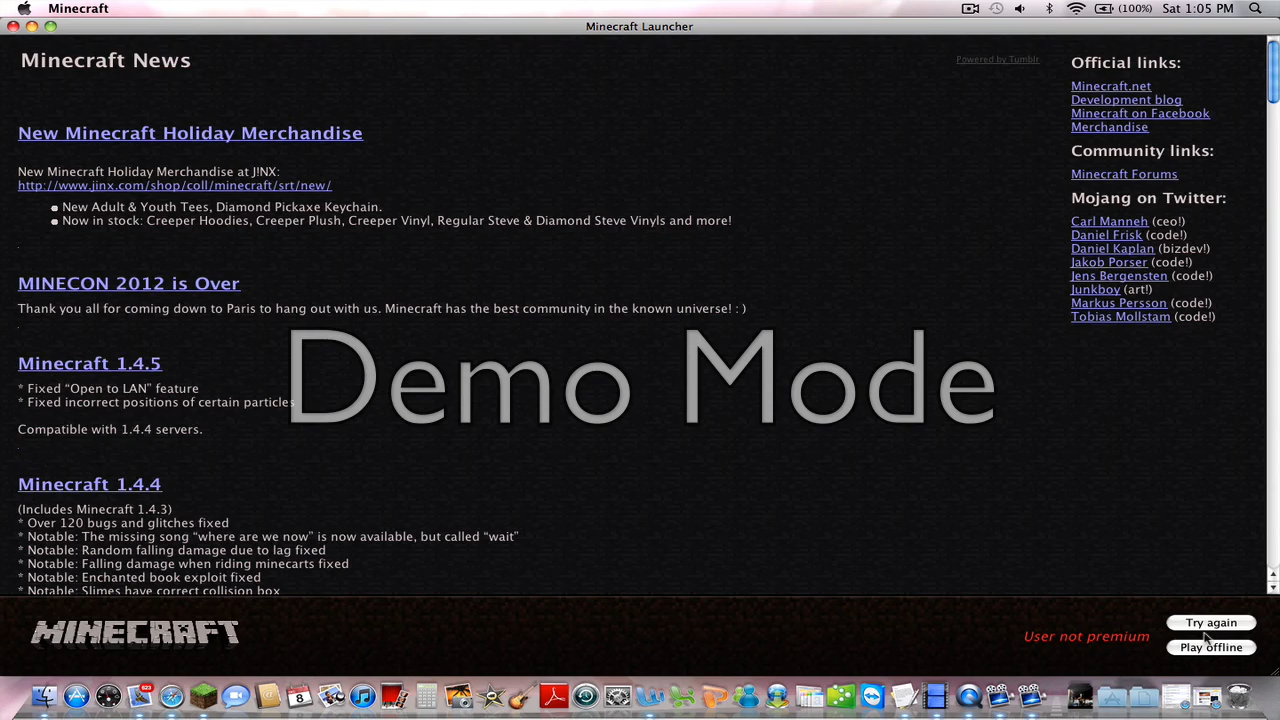 Minecraft
(100%) Sat 1:05 PM
Minecraft Launcher
Minecraft News
Powered by Tumblr
New Minecraft Holiday Merchandise
New Minecraft Holiday Merchandise at J!NX:
http://www.jinx.com/shop/coll/minecraft/srt/new/
● New Adult & Youth Tees, Diamond Pickaxe Keychain.
● Now in stock: Creeper Hoodies, Creeper Plush, Creeper Vinyl, Regular Steve & Diamond Steve Vinyls and more!
MINECON 2012 is Over
Thank you all for coming down to Paris to hang out with us. Minecraft has the best community in the known universe! : )
Minecraft 1.4.5
* Fixed “Open to LAN” feature
* Fixed incorrect positions of certain particles
Compatible with 1.4.4 servers.
Minecraft 1.4.4
(Includes Minecraft 1.4.3)
* Over 120 bugs and glitches fixed
* Notable: The missing song “where are we now” is now available, but called “wait”
* Notable: Random falling damage due to lag fixed
* Notable: Falling damage when riding minecarts fixed
* Notable: Enchanted book exploit fixed
* Notable: Slimes have correct collision box
Official links:
Minecraft.net
Development blog
Minecraft on Facebook
Merchandise
Community links:
Minecraft Forums
Mojang on Twitter:
Carl Manneh (ceo!)
Daniel Frisk (code!)
Daniel Kaplan (bizdev!)
Jakob Porser (code!)
Jens Bergensten (code!)
Junkboy (art!)
Markus Persson (code!)
Tobias Mollstam (code!)
Demo Mode
MINECRAFT
User not premium
Try again
Play offline
623
8